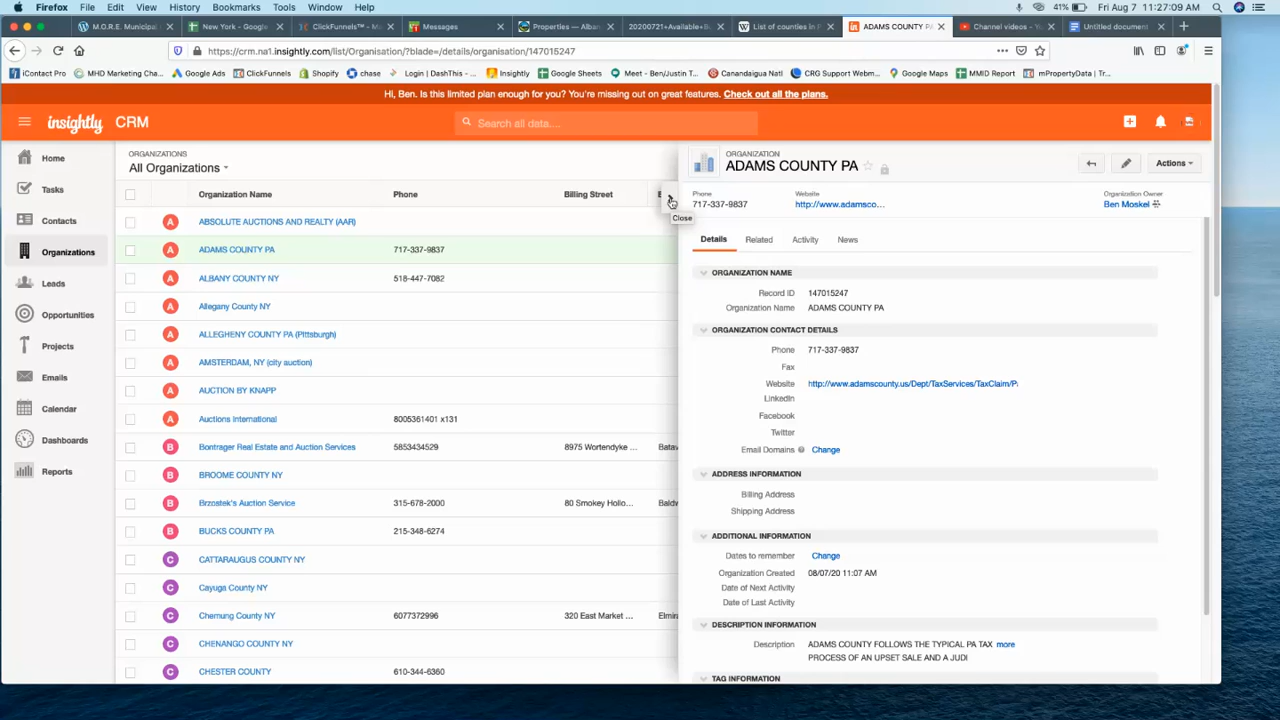 Firefox File Edit View History Bookmarks Tools Window Help 41% Fri Aug 7 11:27:09 AM
M.O.R.E. Municipal New York - Google ClickFunnels™ - M Messages Properties — Alban 20200721+Available+Bu List of counties in ADAMS COUNTY PA Channel videos - Yo Untitled document
https://crm.na1.insightly.com/list/Organisation/?blade=/details/organisation/147015247
iContact Pro MHD Marketing Cha... Google Ads ClickFunnels Shopify chase Login | DashThis -... Insightly Google Sheets Meet - Ben/Justin T... Canandaigua Natl CRG Support Webm... Google Maps MMID Report mPropertyData | Tr...
Hi, Ben. Is this limited plan enough for you? You're missing out on great features. Check out all the plans.
insightly CRM Search all data....
Home
Tasks
Contacts
Organizations
Leads
Opportunities
Projects
Emails
Calendar
Dashboards
Reports
ORGANIZATIONS
All Organizations
Organization Name Phone Billing Street
A ABSOLUTE AUCTIONS AND REALTY (AAR)
A ADAMS COUNTY PA 717-337-9837
A ALBANY COUNTY NY 518-447-7082
A Allegany County NY
A ALLEGHENY COUNTY PA (Pittsburgh)
A AMSTERDAM, NY (city auction)
A AUCTION BY KNAPP
A Auctions International 8005361401 x131
B Bontrager Real Estate and Auction Services 5853434529 8975 Wortendyke ... Batav
B BROOME COUNTY NY
B Brzostek's Auction Service 315-678-2000 80 Smokey Hollo... Baldw
B BUCKS COUNTY PA 215-348-6274
C CATTARAUGUS COUNTY NY
C Cayuga County NY
C Chemung County NY 6077372996 320 East Market ... Elmira
C CHENANGO COUNTY NY
C CHESTER COUNTY 610-344-6360
Close
ORGANIZATION
ADAMS COUNTY PA
Actions
Phone Website Organization Owner
717-337-9837 http://www.adamsco... Ben Moskel
Details Related Activity News
ORGANIZATION NAME
Record ID 147015247
Organization Name ADAMS COUNTY PA
ORGANIZATION CONTACT DETAILS
Phone 717-337-9837
Fax
Website http://www.adamscounty.us/Dept/TaxServices/TaxClaim/P
LinkedIn
Facebook
Twitter
Email Domains Change
ADDRESS INFORMATION
Billing Address
Shipping Address
ADDITIONAL INFORMATION
Dates to remember Change
Organization Created 08/07/20 11:07 AM
Date of Next Activity
Date of Last Activity
DESCRIPTION INFORMATION
Description ADAMS COUNTY FOLLOWS THE TYPICAL PA TAX more
PROCESS OF AN UPSET SALE AND A JUDI
TAG INFORMATION